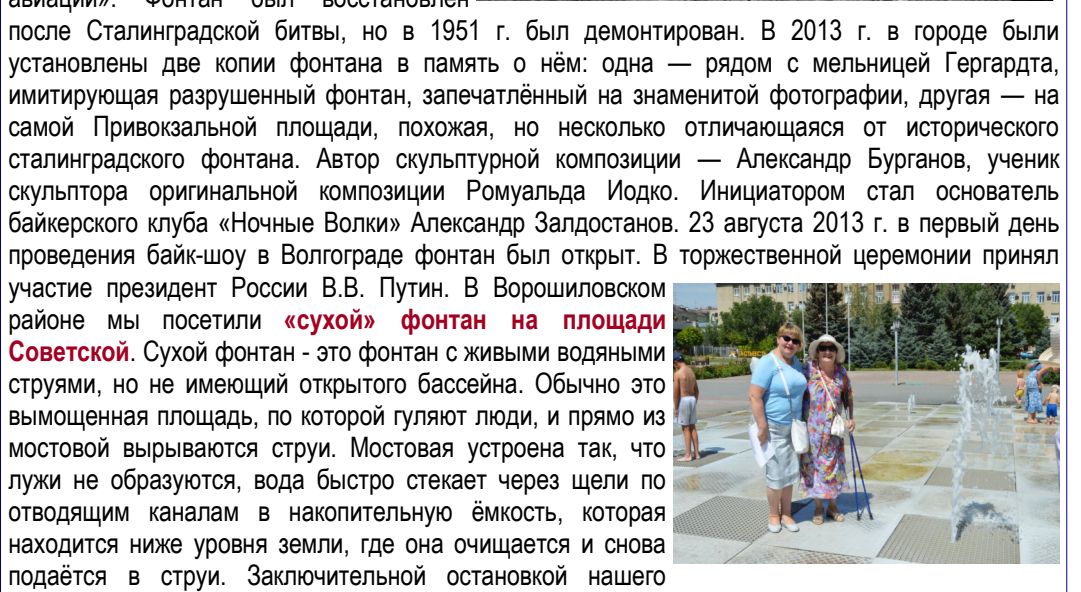 авиации». Фонтан был восстановлен
после Сталинградской битвы, но в 1951 г. был демонтирован. В 2013 г. в городе были
установлены две копии фонтана в память о нём: одна — рядом с мельницей Гергардта,
имитирующая разрушенный фонтан, запечатлённый на знаменитой фотографии, другая — на
самой Привокзальной площади, похожая, но несколько отличающаяся от исторического
сталинградского фонтана. Автор скульптурной композиции — Александр Бурганов, ученик
скульптора оригинальной композиции Ромуальда Иодко. Инициатором стал основатель
байкерского клуба «Ночные Волки» Александр Залдостанов. 23 августа 2013 г. в первый день
проведения байк-шоу в Волгограде фонтан был открыт. В торжественной церемонии принял
участие президент России В.В. Путин. В Ворошиловском
районе мы посетили «сухой» фонтан на площади
Советской. Сухой фонтан - это фонтан с живыми водяными
струями, но не имеющий открытого бассейна. Обычно это
вымощенная площадь, по которой гуляют люди, и прямо из
мостовой вырываются струи. Мостовая устроена так, что
лужи не образуются, вода быстро стекает через щели по
отводящим каналам в накопительную ёмкость, которая
находится ниже уровня земли, где она очищается и снова
подаётся в струи. Заключительной остановкой нашего